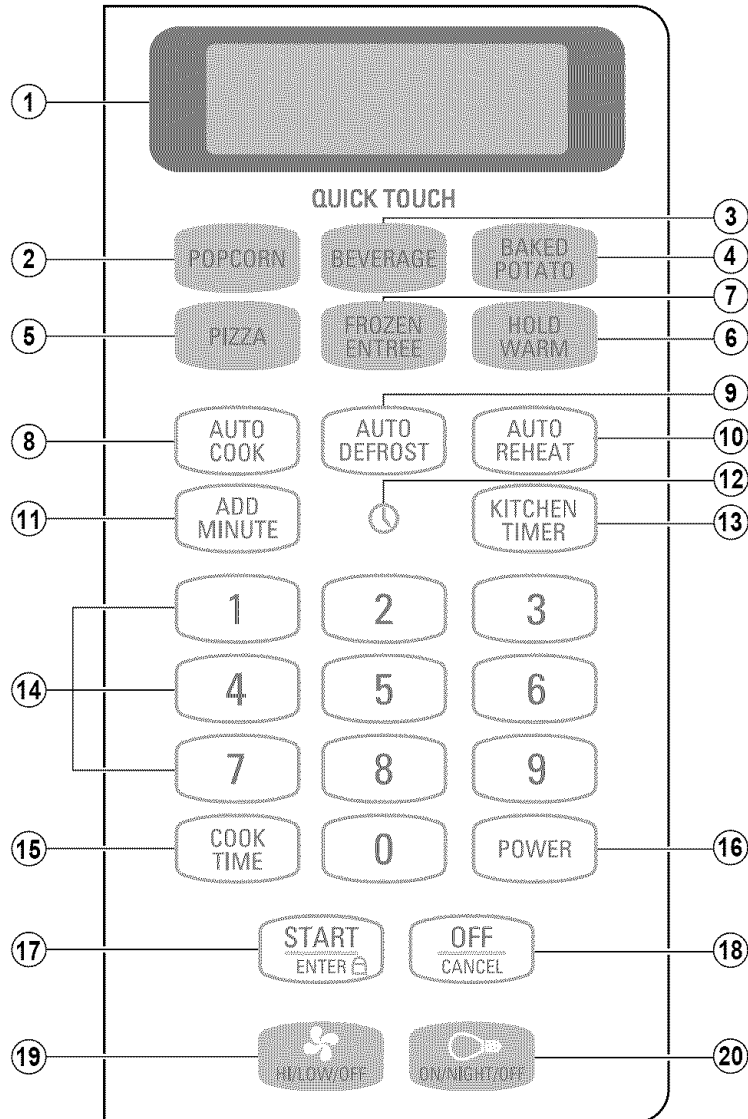 1
QUICK TOUCH
3
2 POPCORN BEVERAGE BAKED POTATO 4
7
5 PIZZA FROZEN ENTREE HOLD WARM 6
9
8 AUTO COOK AUTO DEFROST AUTO REHEAT 10
12
11 ADD MINUTE KITCHEN TIMER 13
1 2 3
14 4 5 6
7 8 9
15 COOK TIME 0 POWER 16
17 START ENTER OFF CANCEL 18
19 HI/LOW/OFF ON/NIGHT/OFF 20